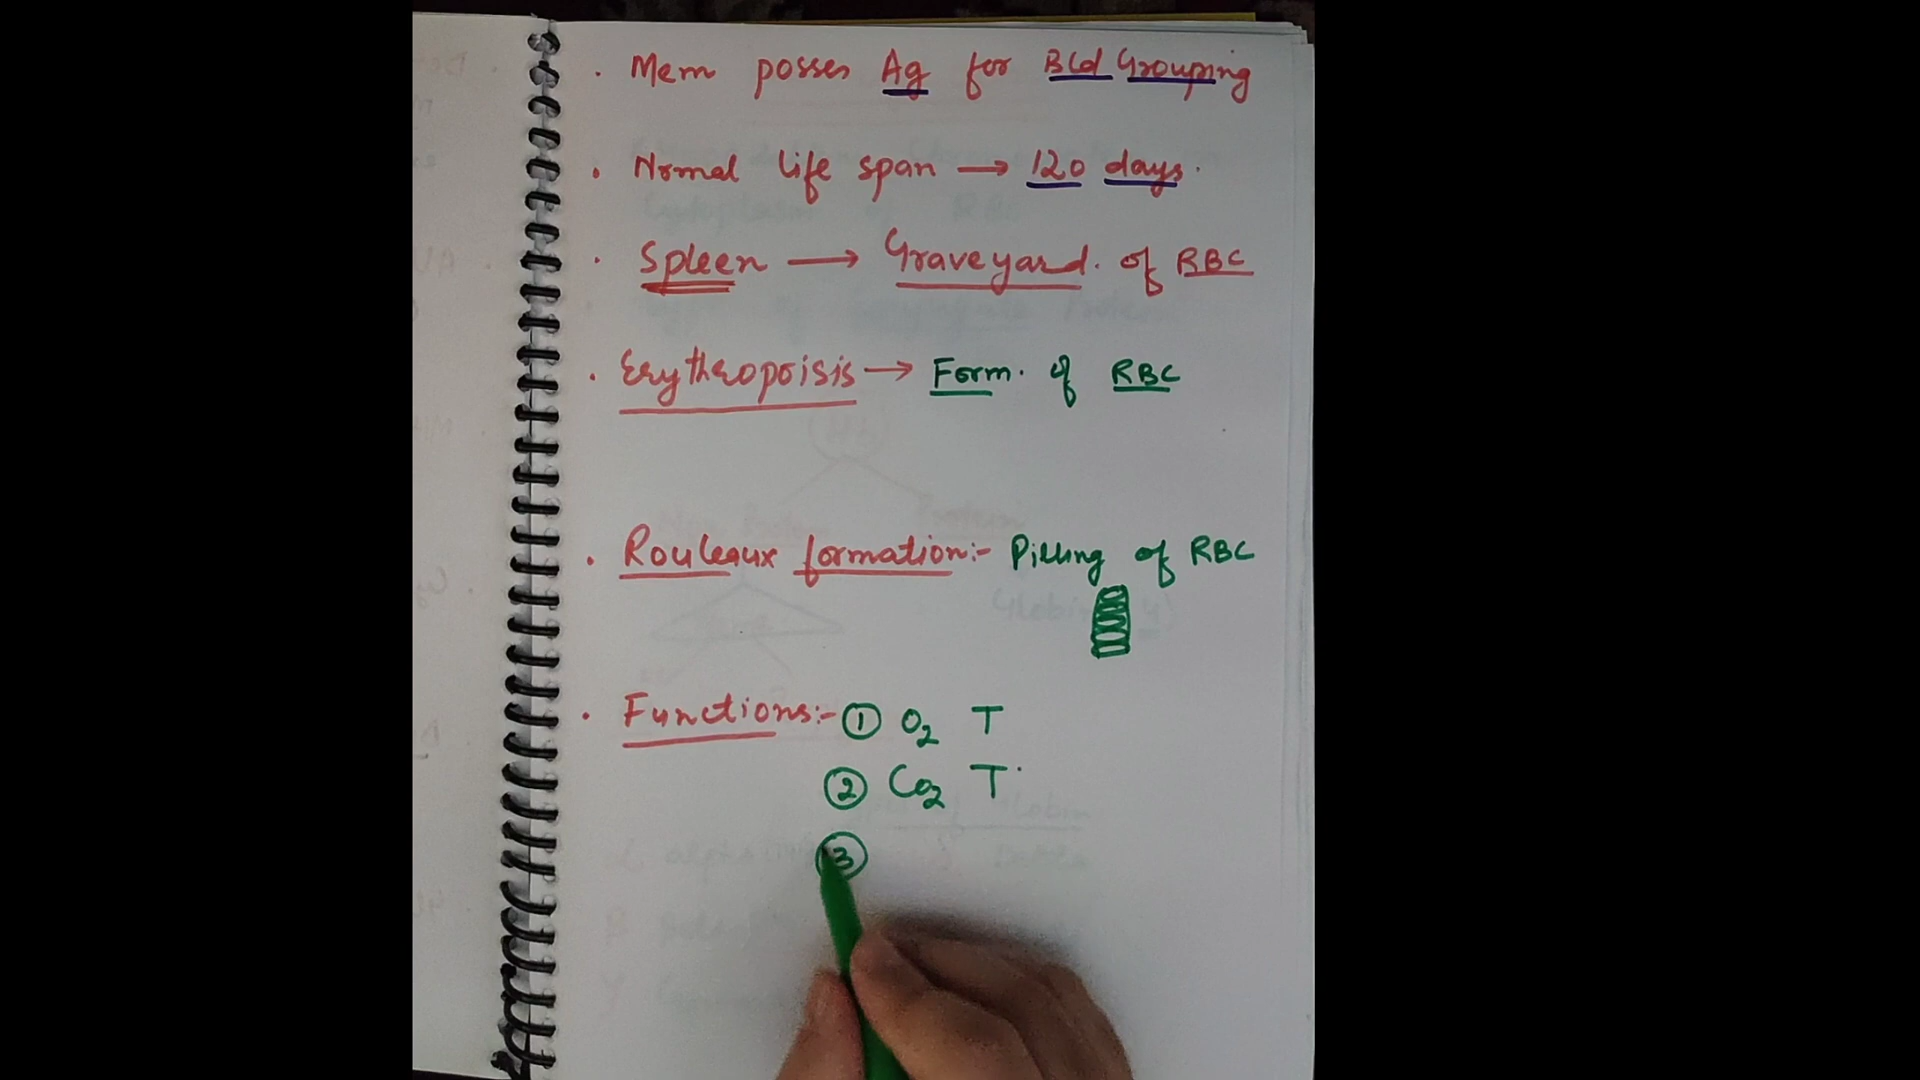 . Mem posses Ag for Bld Grouping
. Normal life span → 120 days.
. Spleen → Graveyard. of RBC
. Erythropoisis → Form. of RBC
. Rouleaux formation:- Pilling of RBC
. Functions:- ① O2 T
② CO2 T
③